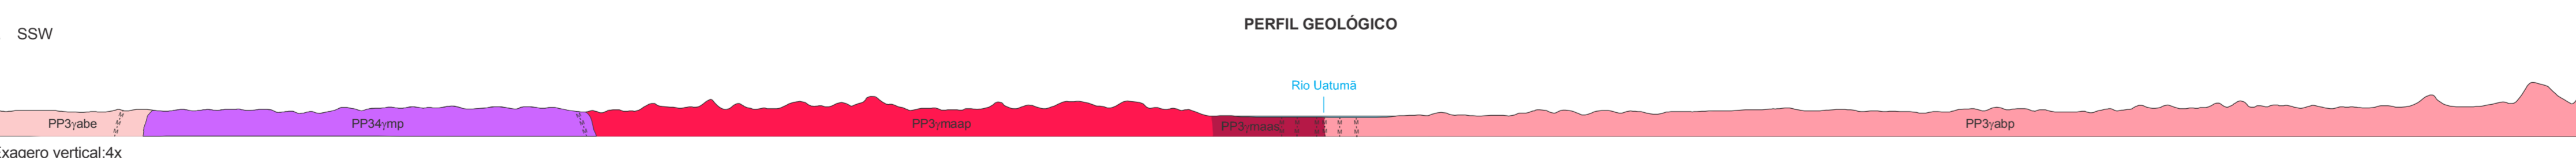 PERFIL GEOLÓGICO
SSW
Rio Uatumã
PP3γabe
PP34γmp
PP3γmaap
PP3γmaas
PP3γabp
Exagero vertical:4x